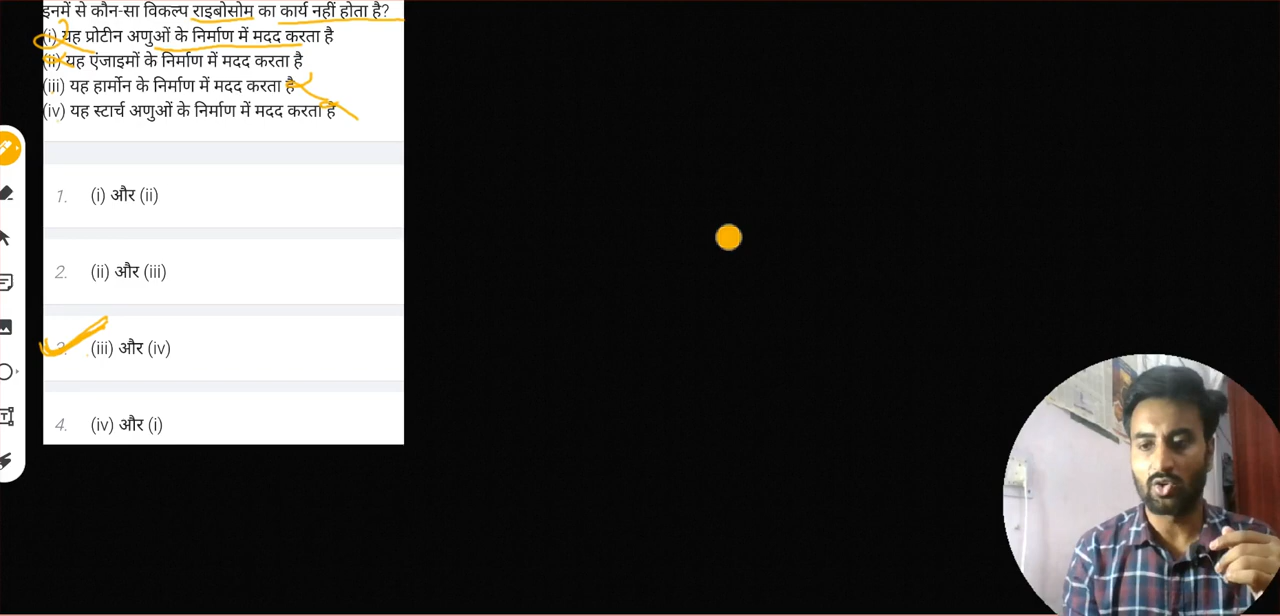 इनमें से कौन-सा विकल्प राइबोसोम का कार्य नहीं होता है?
(i) यह प्रोटीन अणुओं के निर्माण में मदद करता है
(ii) यह एंजाइमों के निर्माण में मदद करता है
(iii) यह हार्मोन के निर्माण में मदद करता है
(iv) यह स्टार्च अणुओं के निर्माण में मदद करता है
1. (i) और (ii)
2. (ii) और (iii)
3. (iii) और (iv)
4. (iv) और (i)